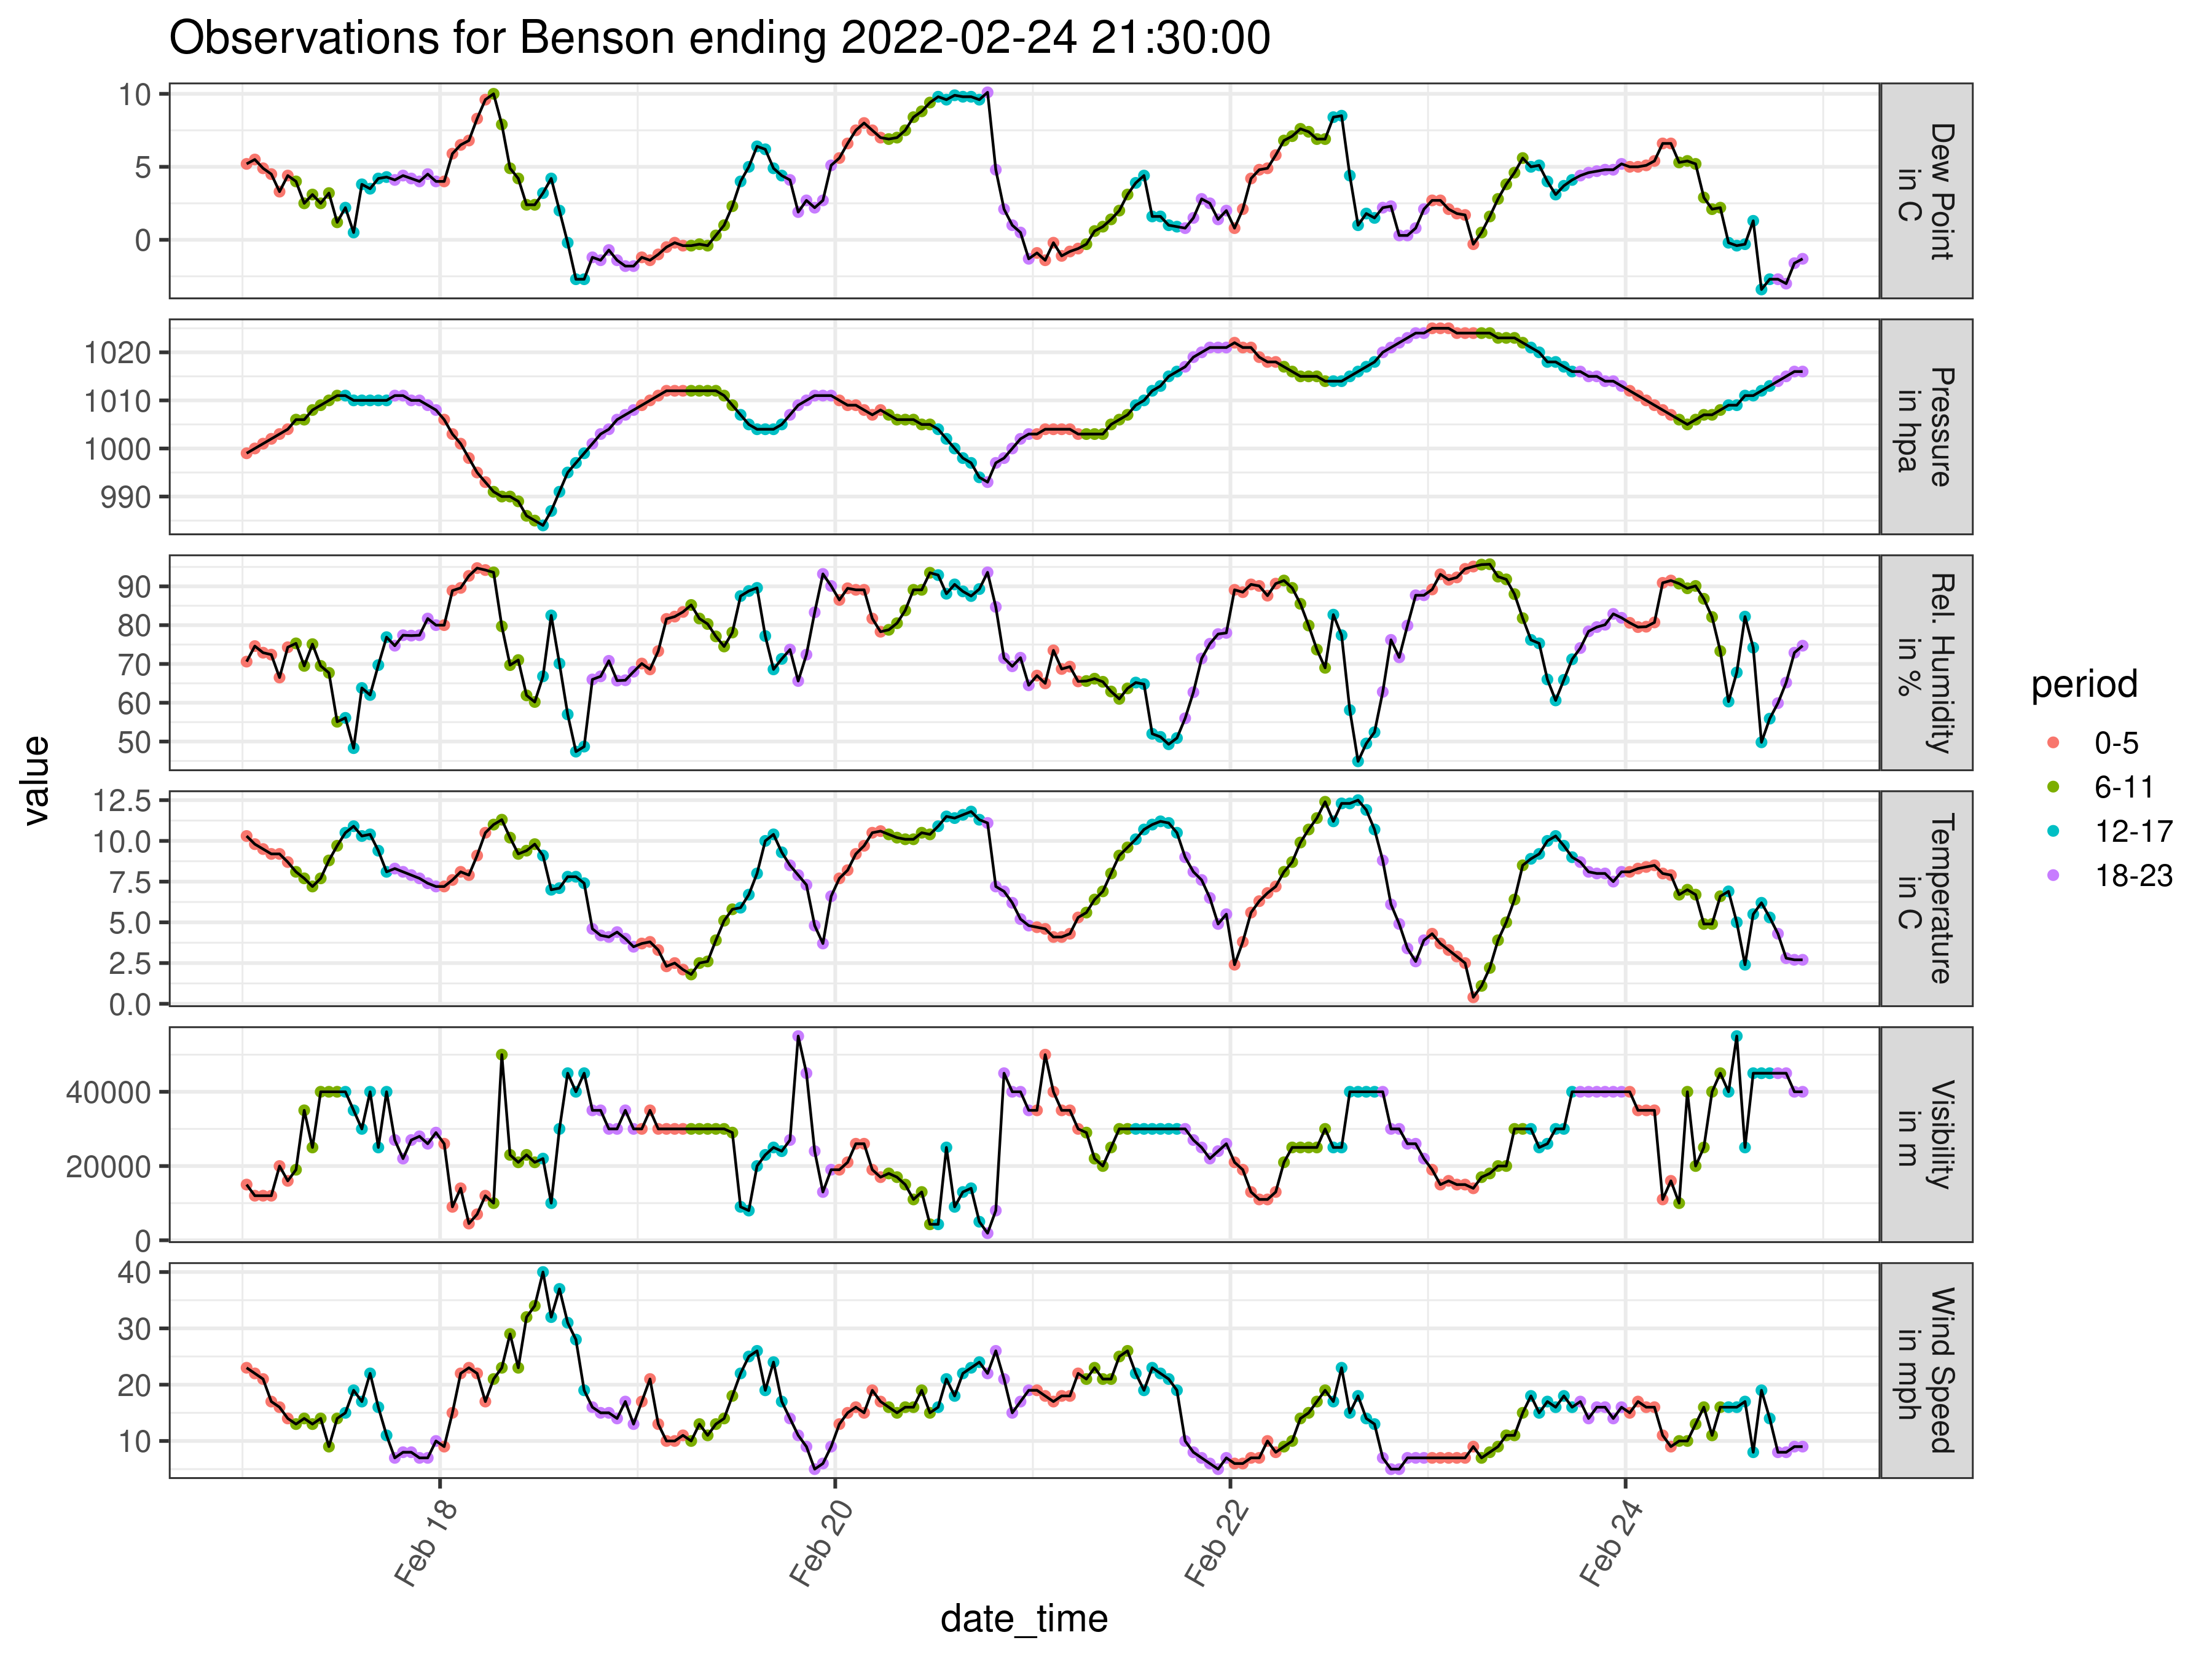 Observations for Benson ending 2022-02-24 21:30:00
value
10
5
0
Dew Point
in C
1020
1010
1000
990
Pressure
in hpa
90
80
70
60
50
Rel. Humidity
in %
12.5
10.0
7.5
5.0
2.5
0.0
Temperature
in C
40000
20000
0
Visibility
in m
40
30
20
10
Wind Speed
in mph
Feb 18
Feb 20
Feb 22
Feb 24
date_time
period
0-5
6-11
12-17
18-23